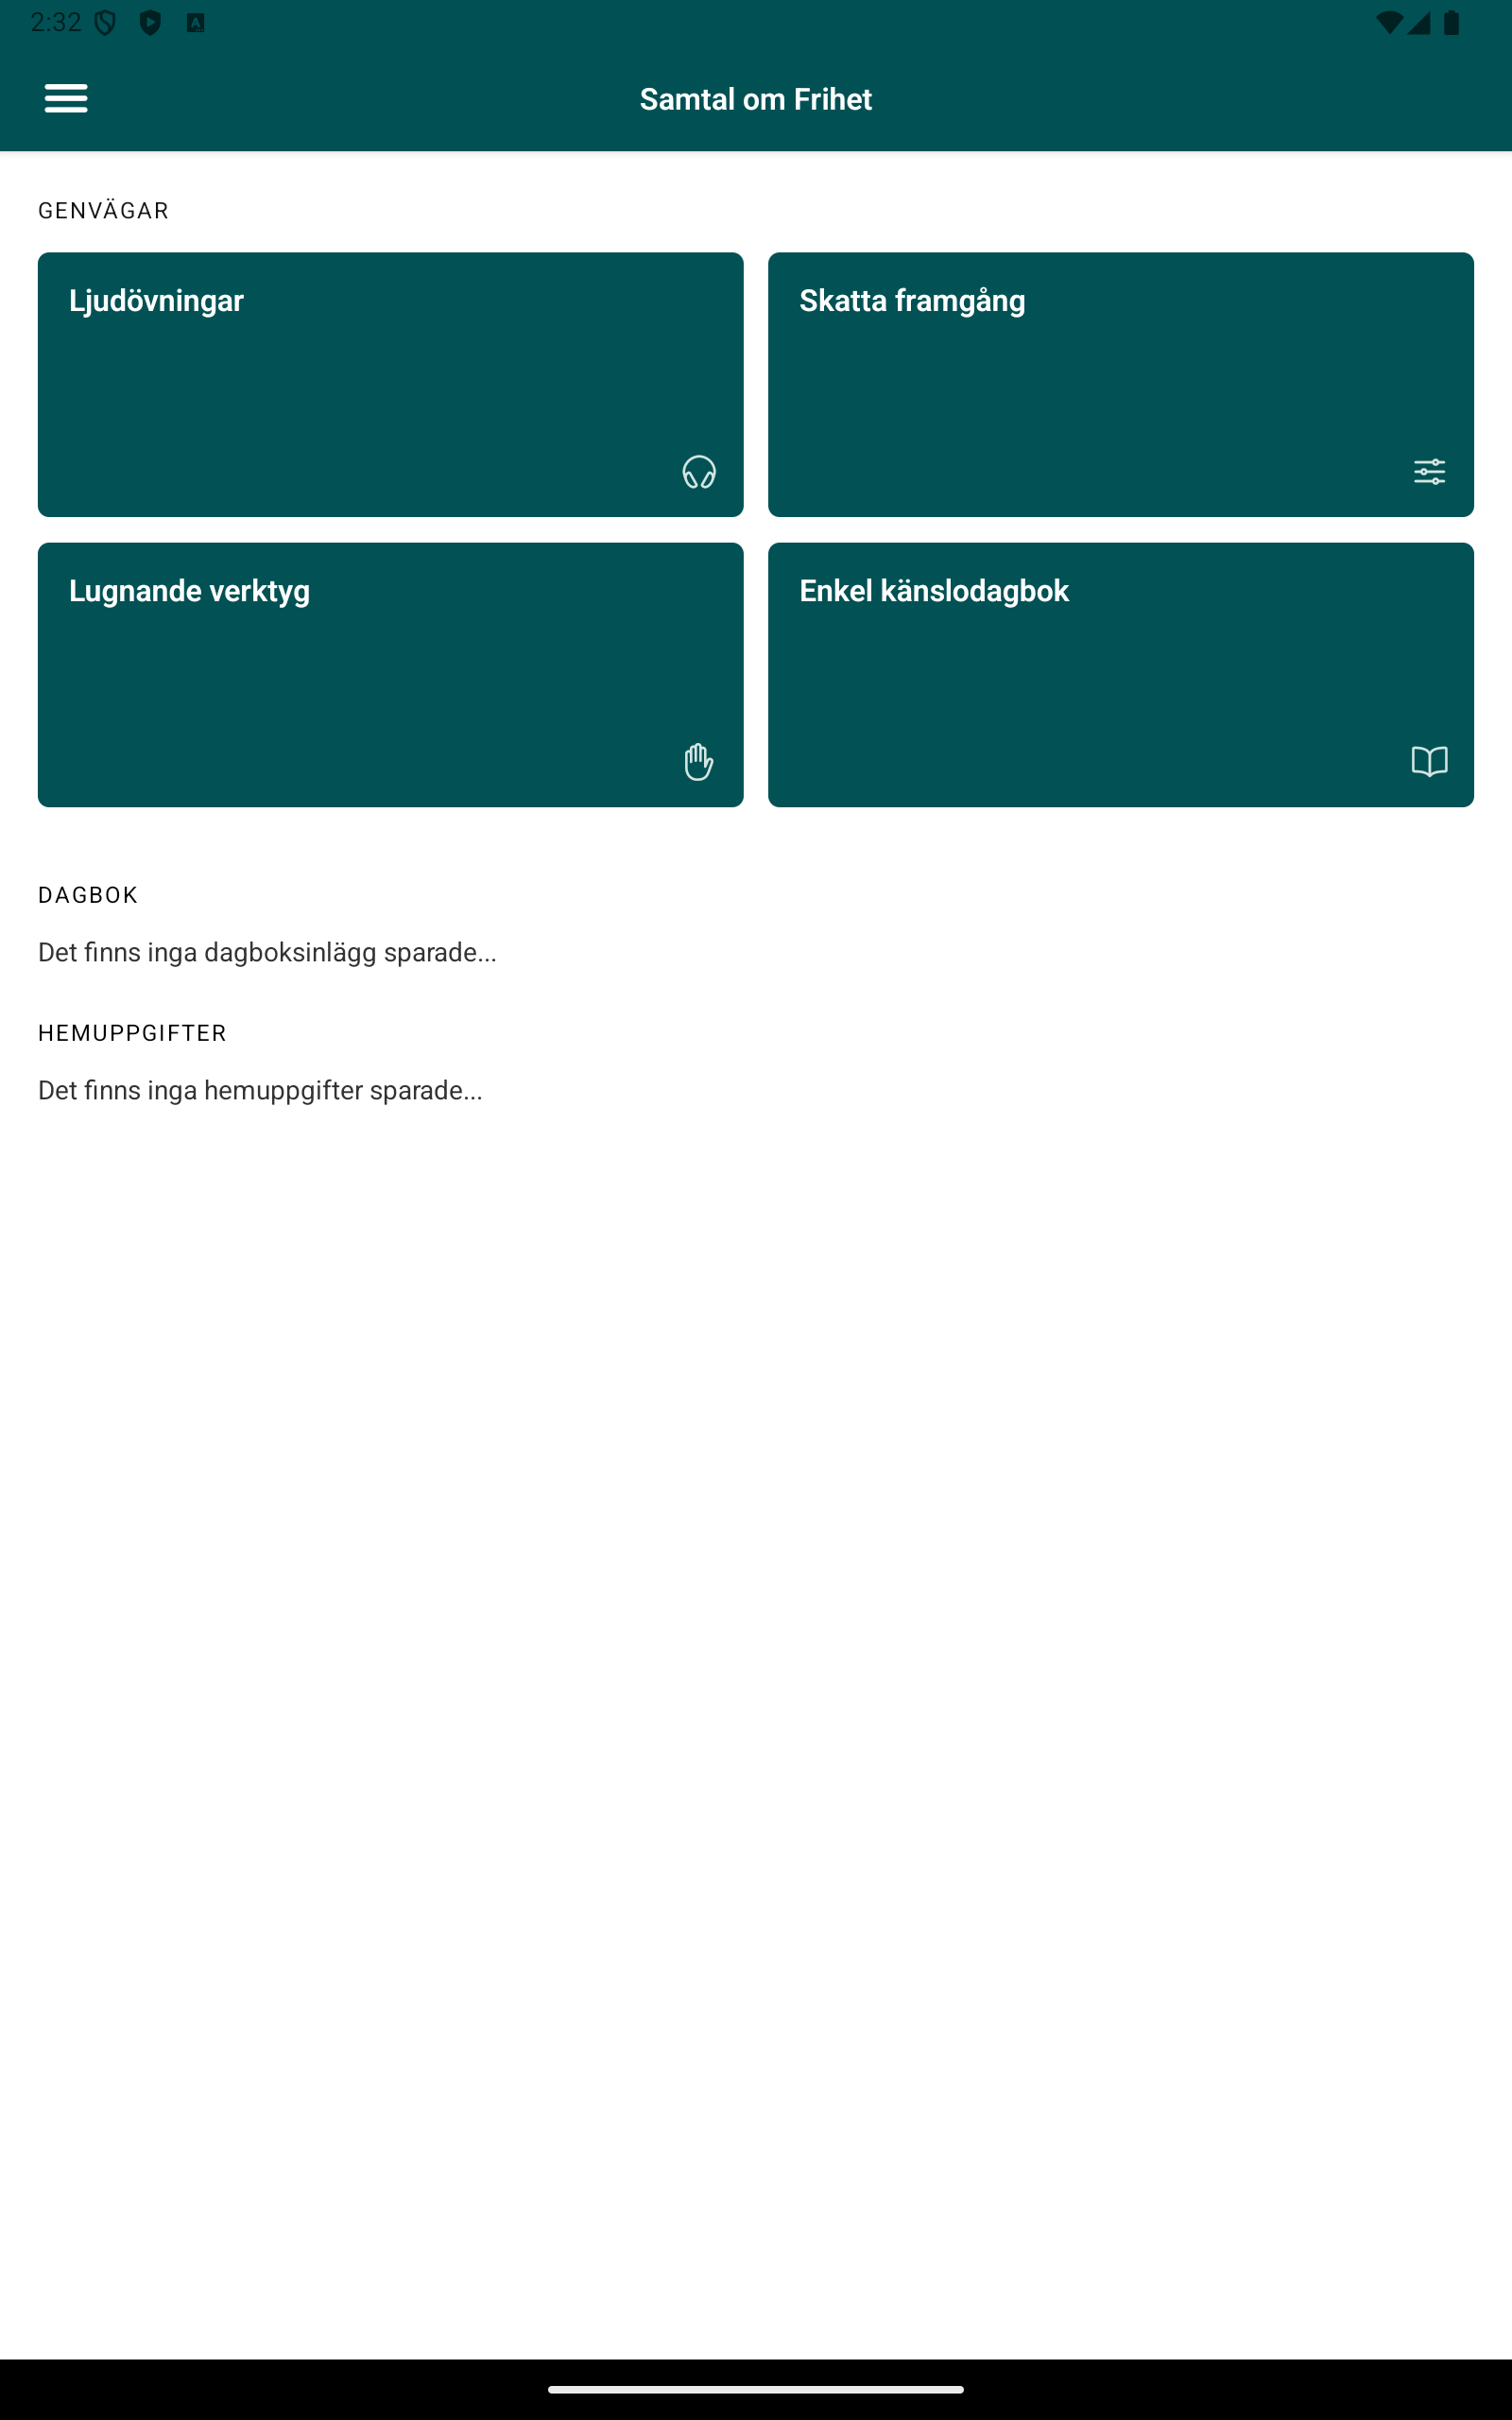 2:32
Samtal om Frihet
GENVÄGAR
Ljudövningar
Skatta framgång
Lugnande verktyg
Enkel känslodagbok
DAGBOK
Det finns inga dagboksinlägg sparade...
HEMUPPGIFTER
Det finns inga hemuppgifter sparade...